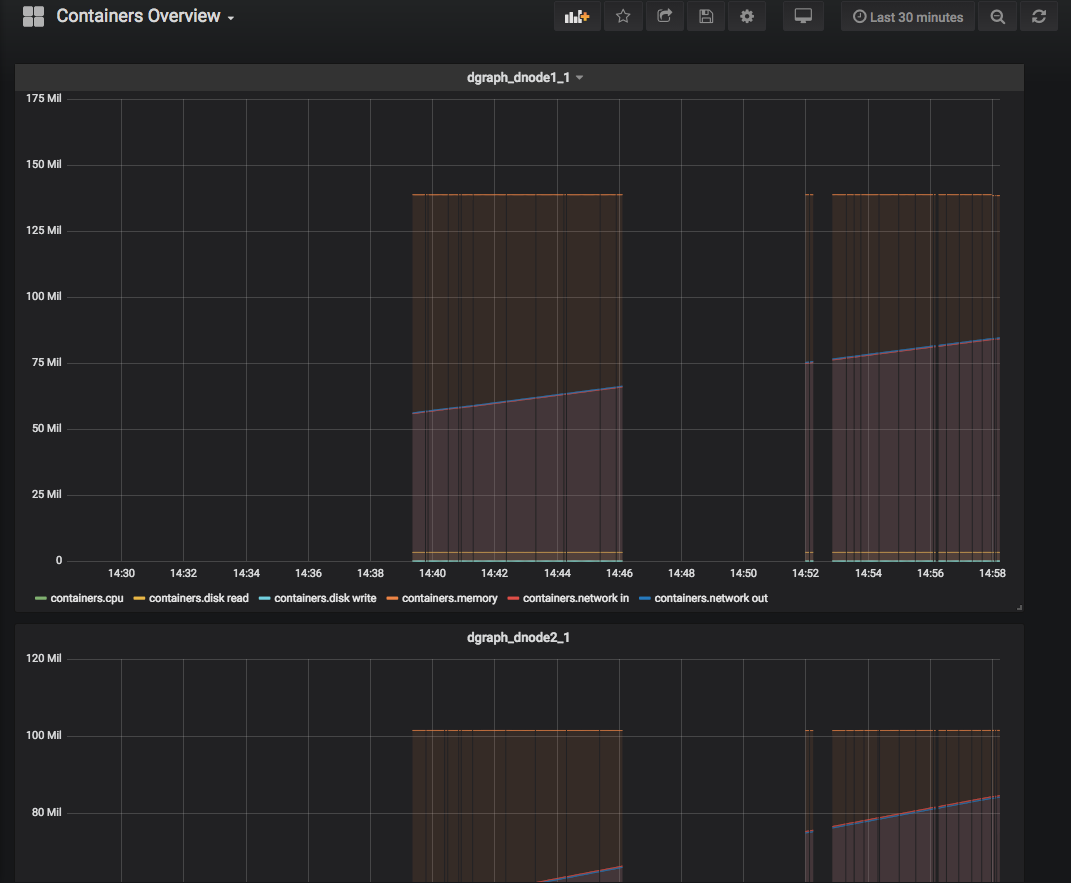 Containers Overview
Last 30 minutes
dgraph_dnode1_1
175 Mil
150 Mil
125 Mil
100 Mil
75 Mil
50 Mil
25 Mil
0
14:30 14:32 14:34 14:36 14:38 14:40 14:42 14:44 14:46 14:48 14:50 14:52 14:54 14:56 14:58
containers.cpu containers.disk read containers.disk write containers.memory containers.network in containers.network out
dgraph_dnode2_1
120 Mil
100 Mil
80 Mil